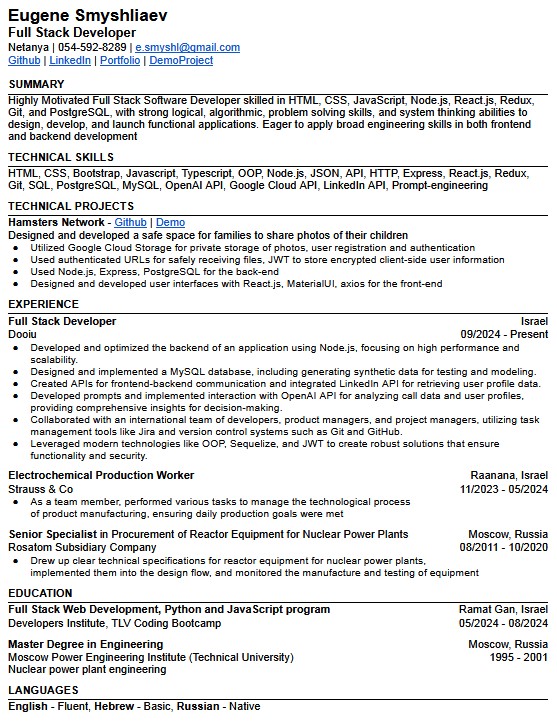 Eugene Smyshliaev
Full Stack Developer
Netanya | 054-592-8289 | e.smyshl@gmail.com
Github | LinkedIn | Portfolio | DemoProject
SUMMARY
Highly Motivated Full Stack Software Developer skilled in HTML, CSS, JavaScript, Node.js, React.js, Redux,
Git, and PostgreSQL, with strong logical, algorithmic, problem solving skills, and system thinking abilities to
design, develop, and launch functional applications. Eager to apply broad engineering skills in both frontend
and backend development
TECHNICAL SKILLS
HTML, CSS, Bootstrap, Javascript, Typescript, OOP, Node.js, JSON, API, HTTP, Express, React.js, Redux,
Git, SQL, PostgreSQL, MySQL, OpenAI API, Google Cloud API, LinkedIn API, Prompt-engineering
TECHNICAL PROJECTS
Hamsters Network - Github | Demo
Designed and developed a safe space for families to share photos of their children
● Utilized Google Cloud Storage for private storage of photos, user registration and authentication
● Used authenticated URLs for safely receiving files, JWT to store encrypted client-side user information
● Used Node.js, Express, PostgreSQL for the back-end
● Designed and developed user interfaces with React.js, MaterialUI, axios for the front-end
EXPERIENCE
Full Stack Developer Israel
Dooiu 09/2024 - Present
● Developed and optimized the backend of an application using Node.js, focusing on high performance and
scalability.
● Designed and implemented a MySQL database, including generating synthetic data for testing and modeling.
● Created APIs for frontend-backend communication and integrated LinkedIn API for retrieving user profile data.
● Developed prompts and implemented interaction with OpenAI API for analyzing call data and user profiles,
providing comprehensive insights for decision-making.
● Collaborated with an international team of developers, product managers, and project managers, utilizing task
management tools like Jira and version control systems such as Git and GitHub.
● Leveraged modern technologies like OOP, Sequelize, and JWT to create robust solutions that ensure
functionality and security.
Electrochemical Production Worker Raanana, Israel
Strauss & Co 11/2023 - 05/2024
● As a team member, performed various tasks to manage the technological process
of product manufacturing, ensuring daily production goals were met
Senior Specialist in Procurement of Reactor Equipment for Nuclear Power Plants Moscow, Russia
Rosatom Subsidiary Company 08/2011 - 10/2020
● Drew up clear technical specifications for reactor equipment for nuclear power plants,
implemented them into the design flow, and monitored the manufacture and testing of equipment
EDUCATION
Full Stack Web Development, Python and JavaScript program Ramat Gan, Israel
Developers Institute, TLV Coding Bootcamp 05/2024 - 08/2024
Master Degree in Engineering Moscow, Russia
Moscow Power Engineering Institute (Technical University) 1995 - 2001
Nuclear power plant engineering
LANGUAGES
English - Fluent, Hebrew - Basic, Russian - Native